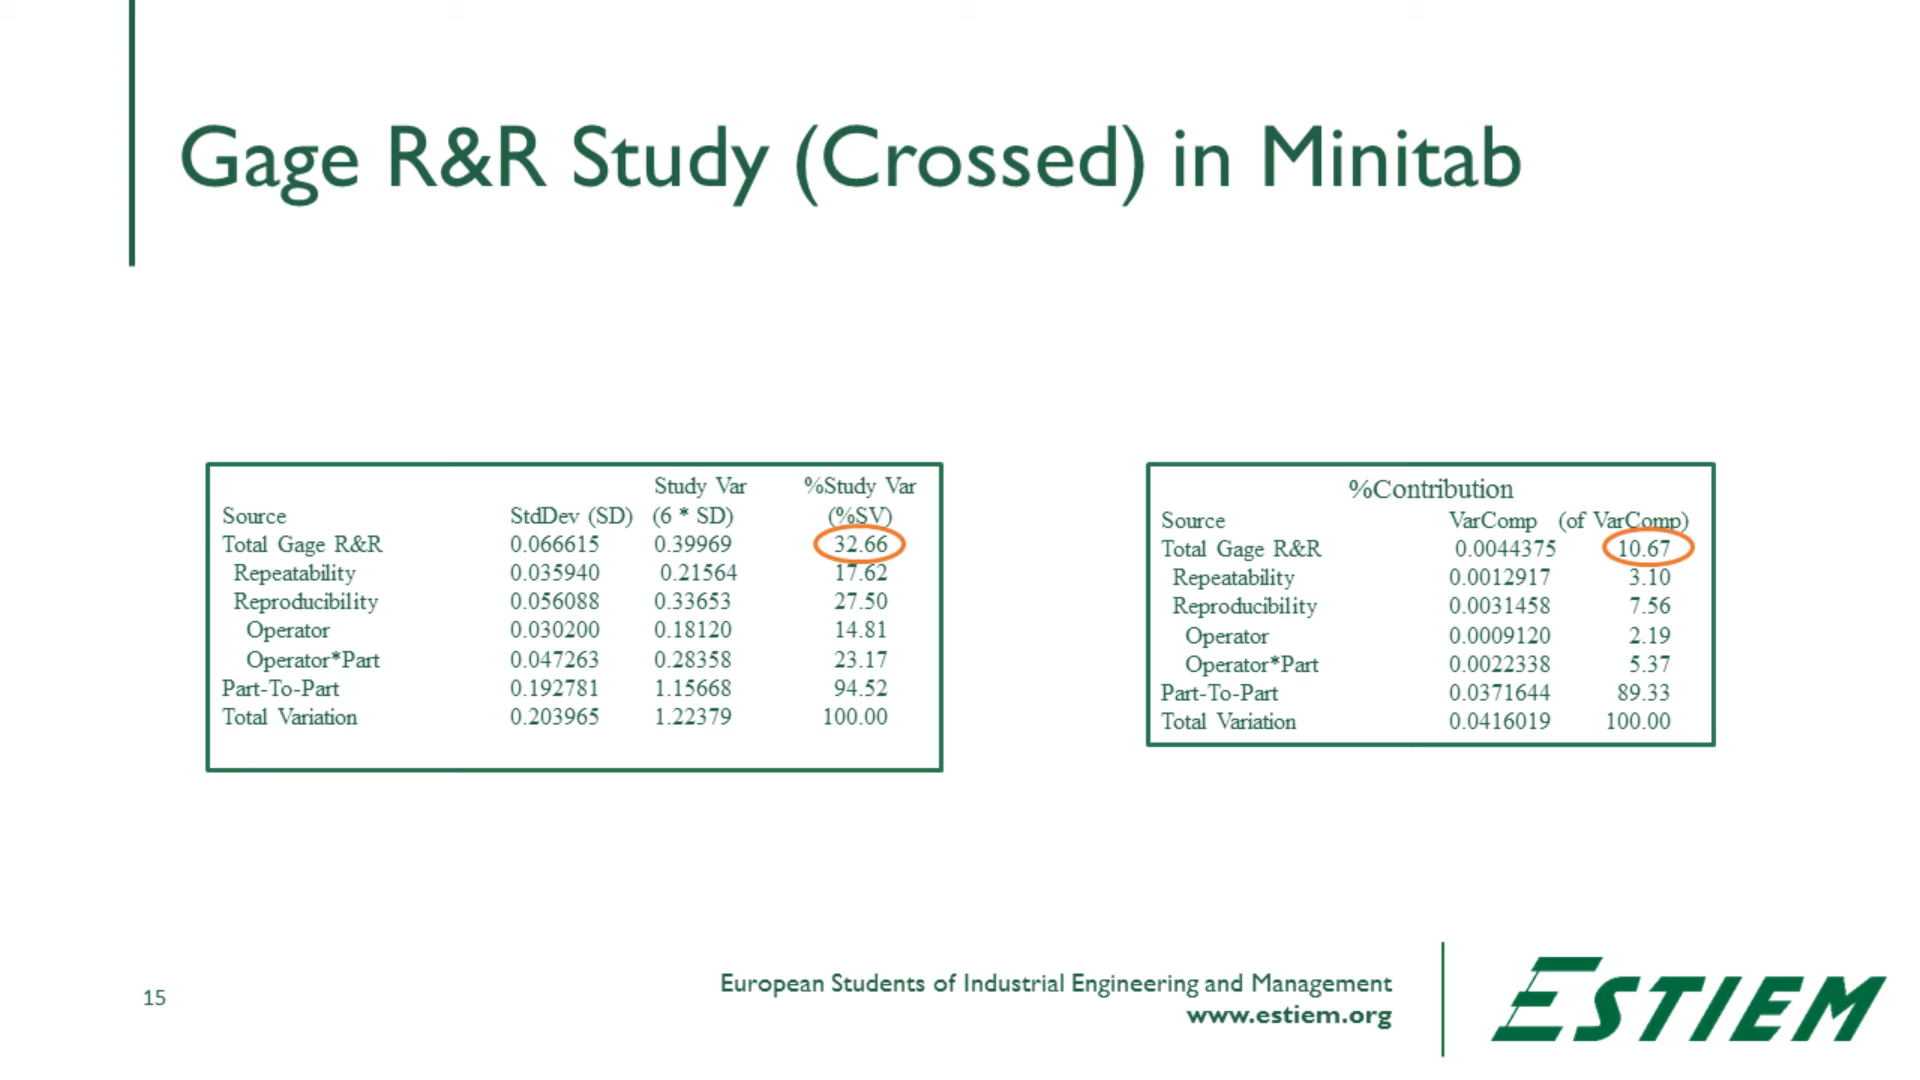 Gage R&R Study (Crossed) in Minitab
Study Var %Study Var
Source StdDev (SD) (6 * SD) (%SV)
Total Gage R&R 0.066615 0.39969 32.66
Repeatability 0.035940 0.21564 17.62
Reproducibility 0.056088 0.33653 27.50
Operator 0.030200 0.18120 14.81
Operator*Part 0.047263 0.28358 23.17
Part-To-Part 0.192781 1.15668 94.52
Total Variation 0.203965 1.22379 100.00
%Contribution
Source VarComp (of VarComp)
Total Gage R&R 0.0044375 10.67
Repeatability 0.0012917 3.10
Reproducibility 0.0031458 7.56
Operator 0.0009120 2.19
Operator*Part 0.0022338 5.37
Part-To-Part 0.0371644 89.33
Total Variation 0.0416019 100.00
15
European Students of Industrial Engineering and Management
www.estiem.org
ESTIEM